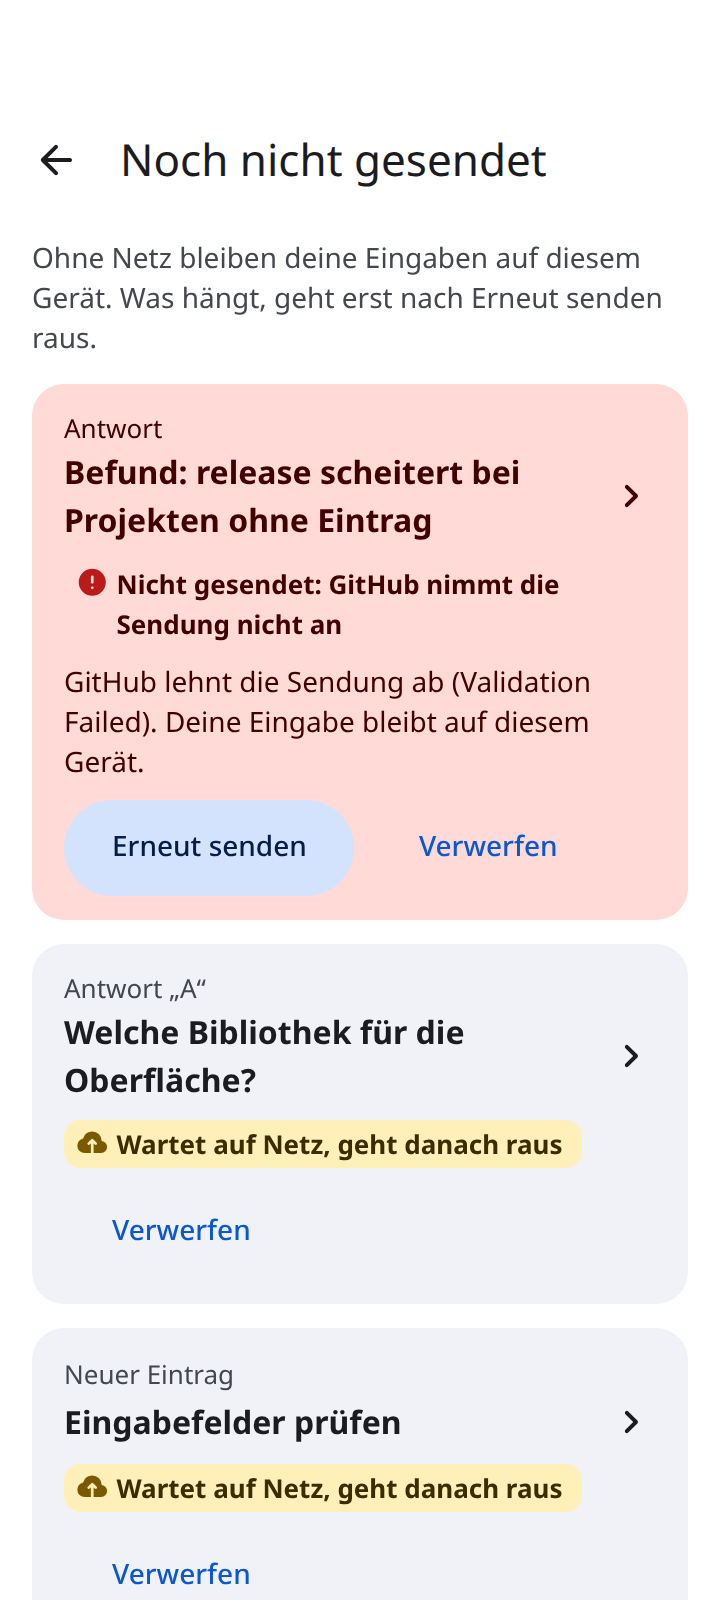 Noch nicht gesendet
Ohne Netz bleiben deine Eingaben auf diesem
Gerät. Was hängt, geht erst nach Erneut senden
raus.
Antwort
Befund: release scheitert bei
Projekten ohne Eintrag
Nicht gesendet: GitHub nimmt die
Sendung nicht an
GitHub lehnt die Sendung ab (Validation
Failed). Deine Eingabe bleibt auf diesem
Gerät.
Erneut senden
Verwerfen
Antwort „A“
Welche Bibliothek für die
Oberfläche?
Wartet auf Netz, geht danach raus
Verwerfen
Neuer Eintrag
Eingabefelder prüfen
Wartet auf Netz, geht danach raus
Verwerfen